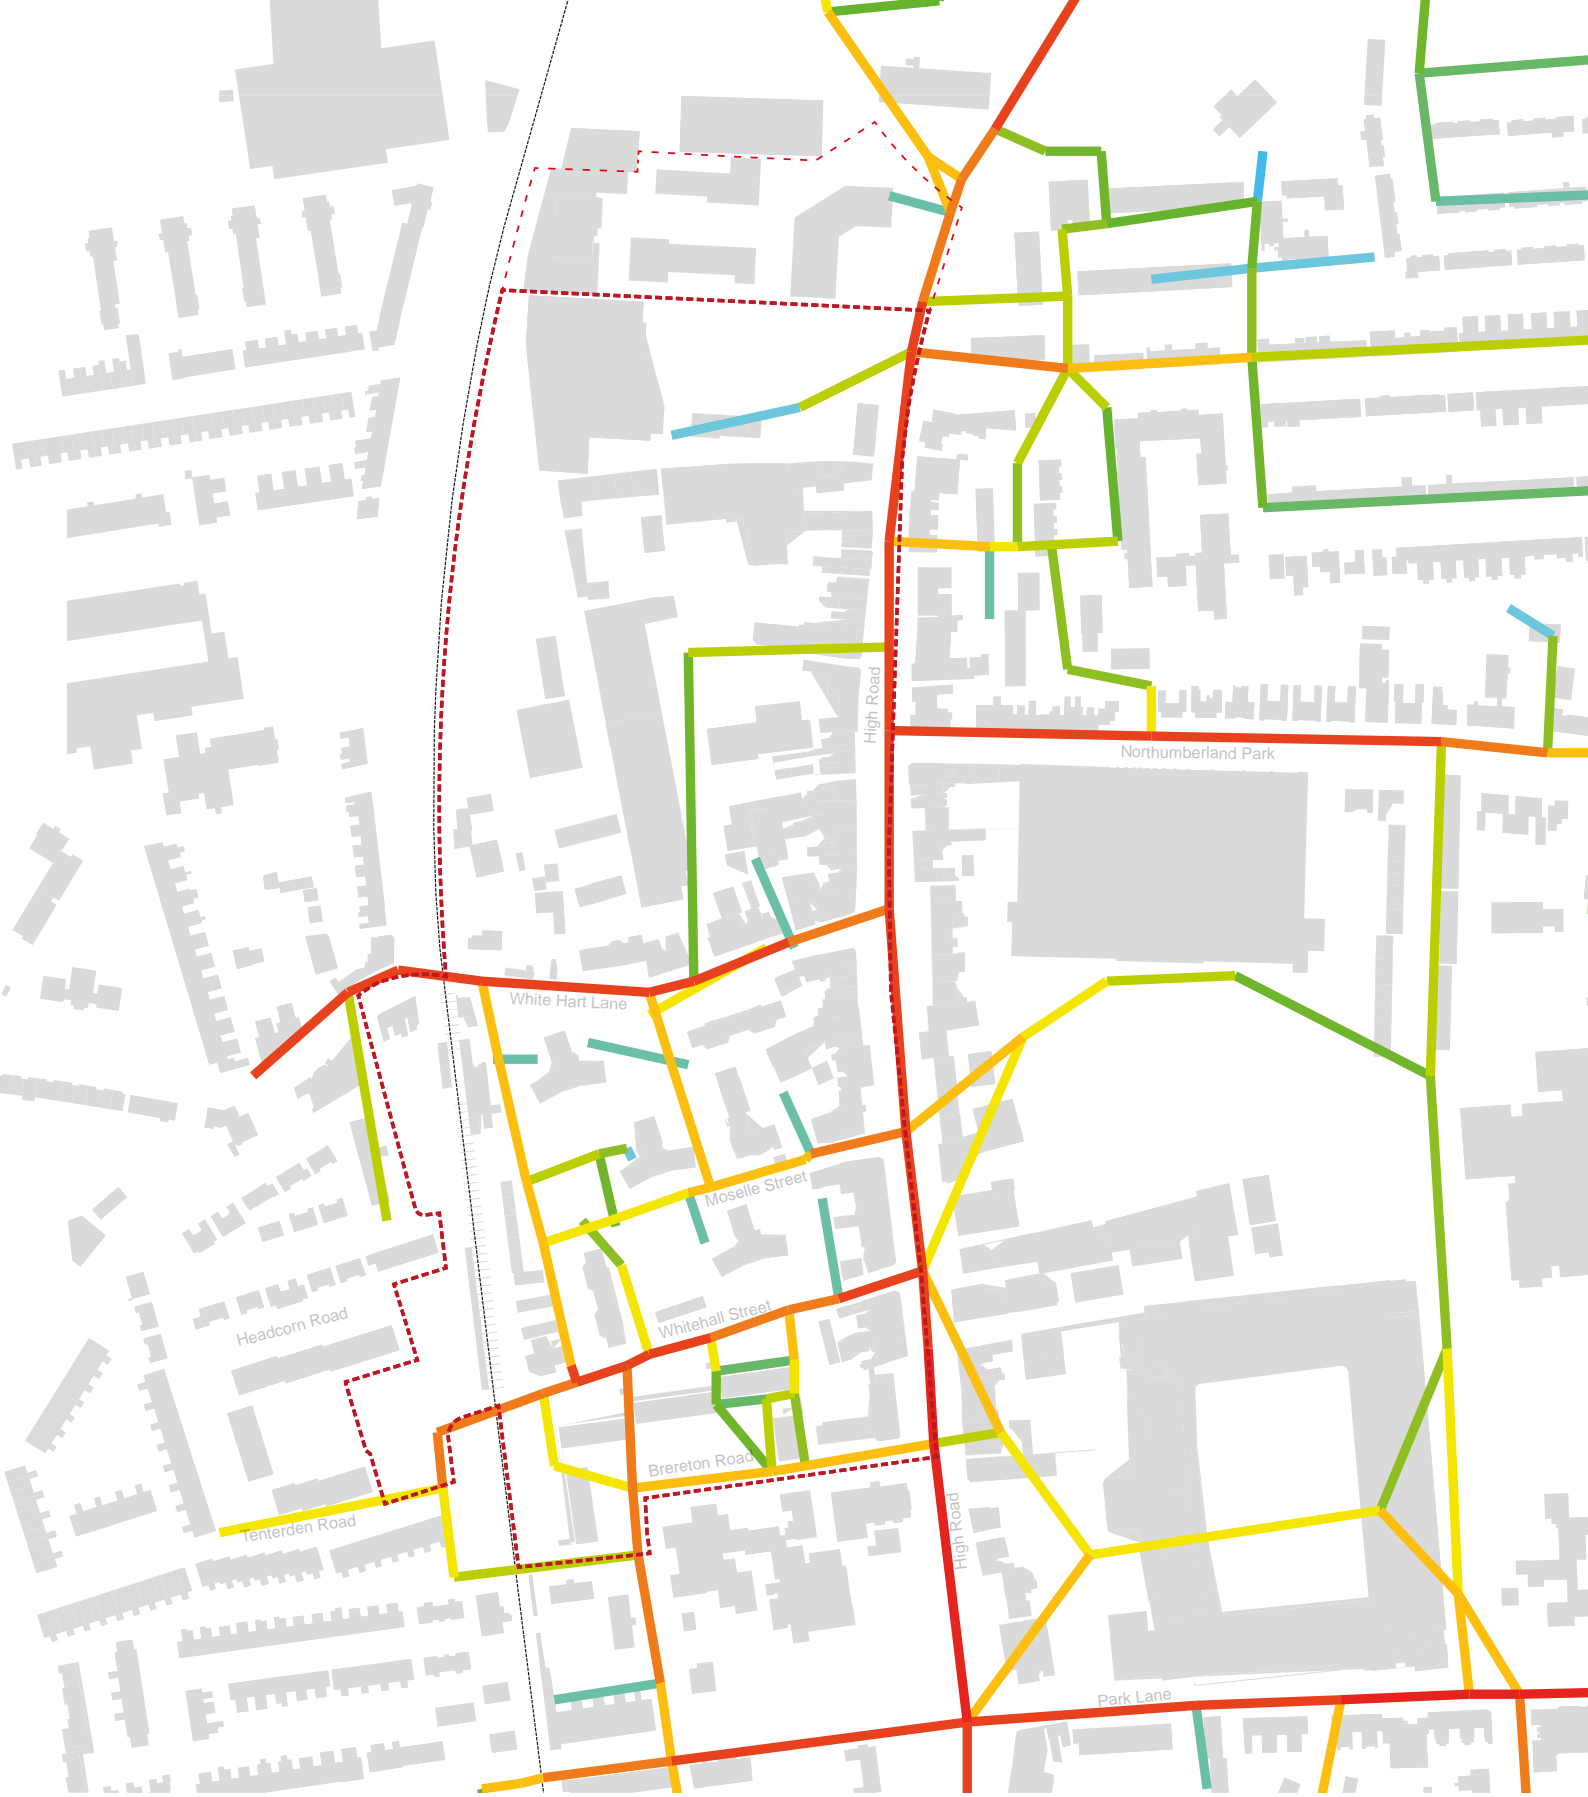 High Road
Northumberland Park
White Hart Lane
Moselle Street
Headcorn Road
Whitehall Street
Brereton Road
Tenterden Road
High Road
Park Lane